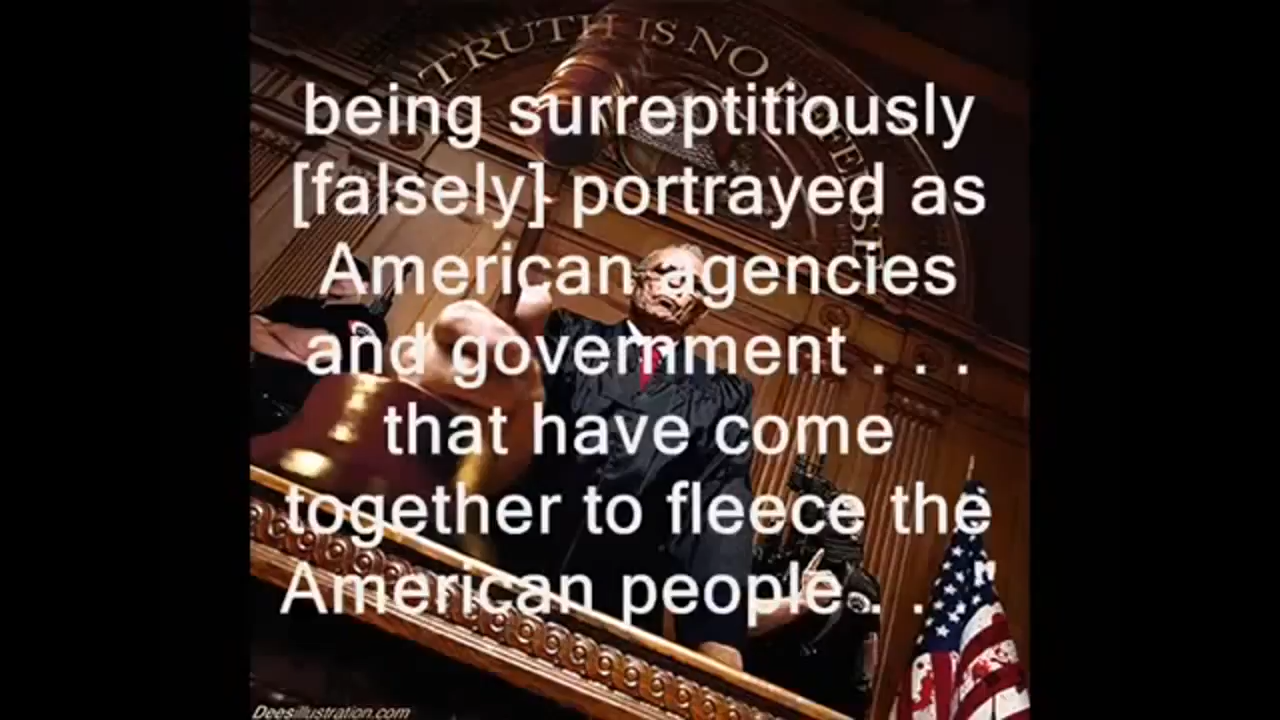 TRUTH IS NO DEFENSE
being surreptitiously
[falsely] portrayed as
American agencies
and government . . .
that have come
together to fleece the
American people . . ."
Deesillustration.com